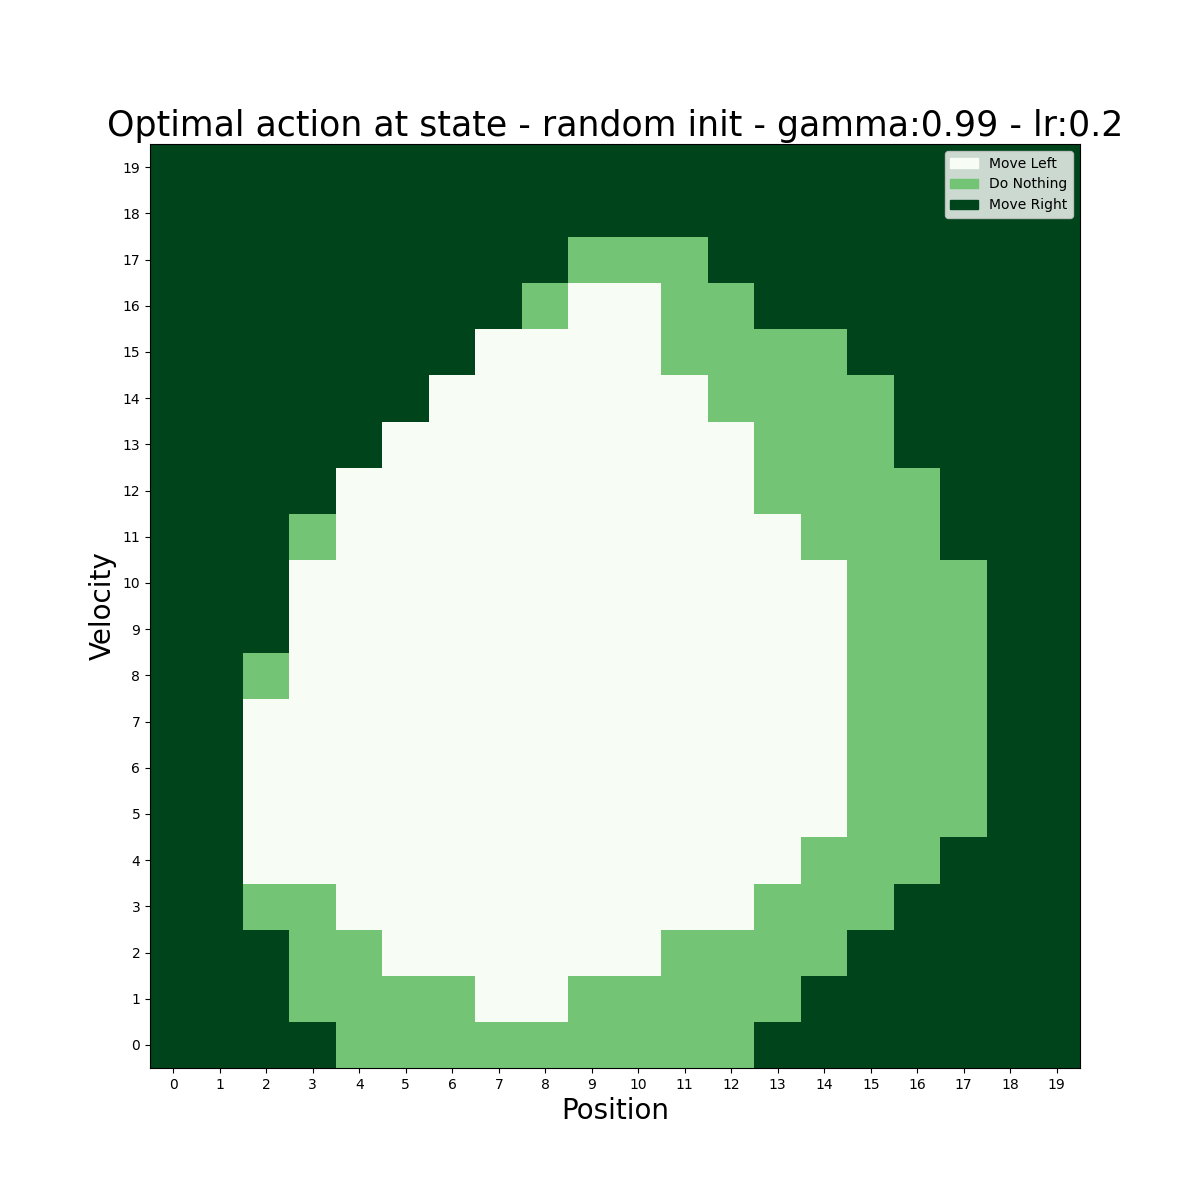 Optimal action at state - random init - gamma:0.99 - lr:0.2
Move Left
Do Nothing
Move Right
Velocity
19
18
17
16
15
14
13
12
11
10
9
8
7
6
5
4
3
2
1
0
0 1 2 3 4 5 6 7 8 9 10 11 12 13 14 15 16 17 18 19
Position